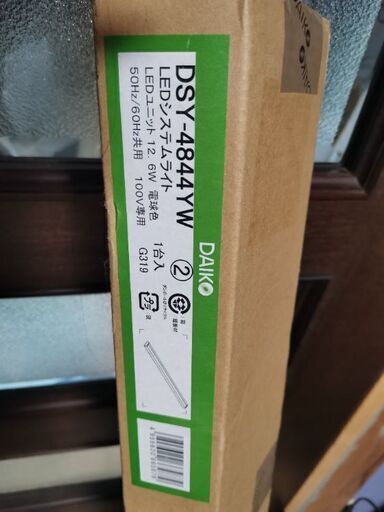 DSY-4844YW
LEDシステムライト
LEDユニット 12.6W 電球色
50Hz/60Hz共用 100V専用
1台入
G319
②
DAIKO